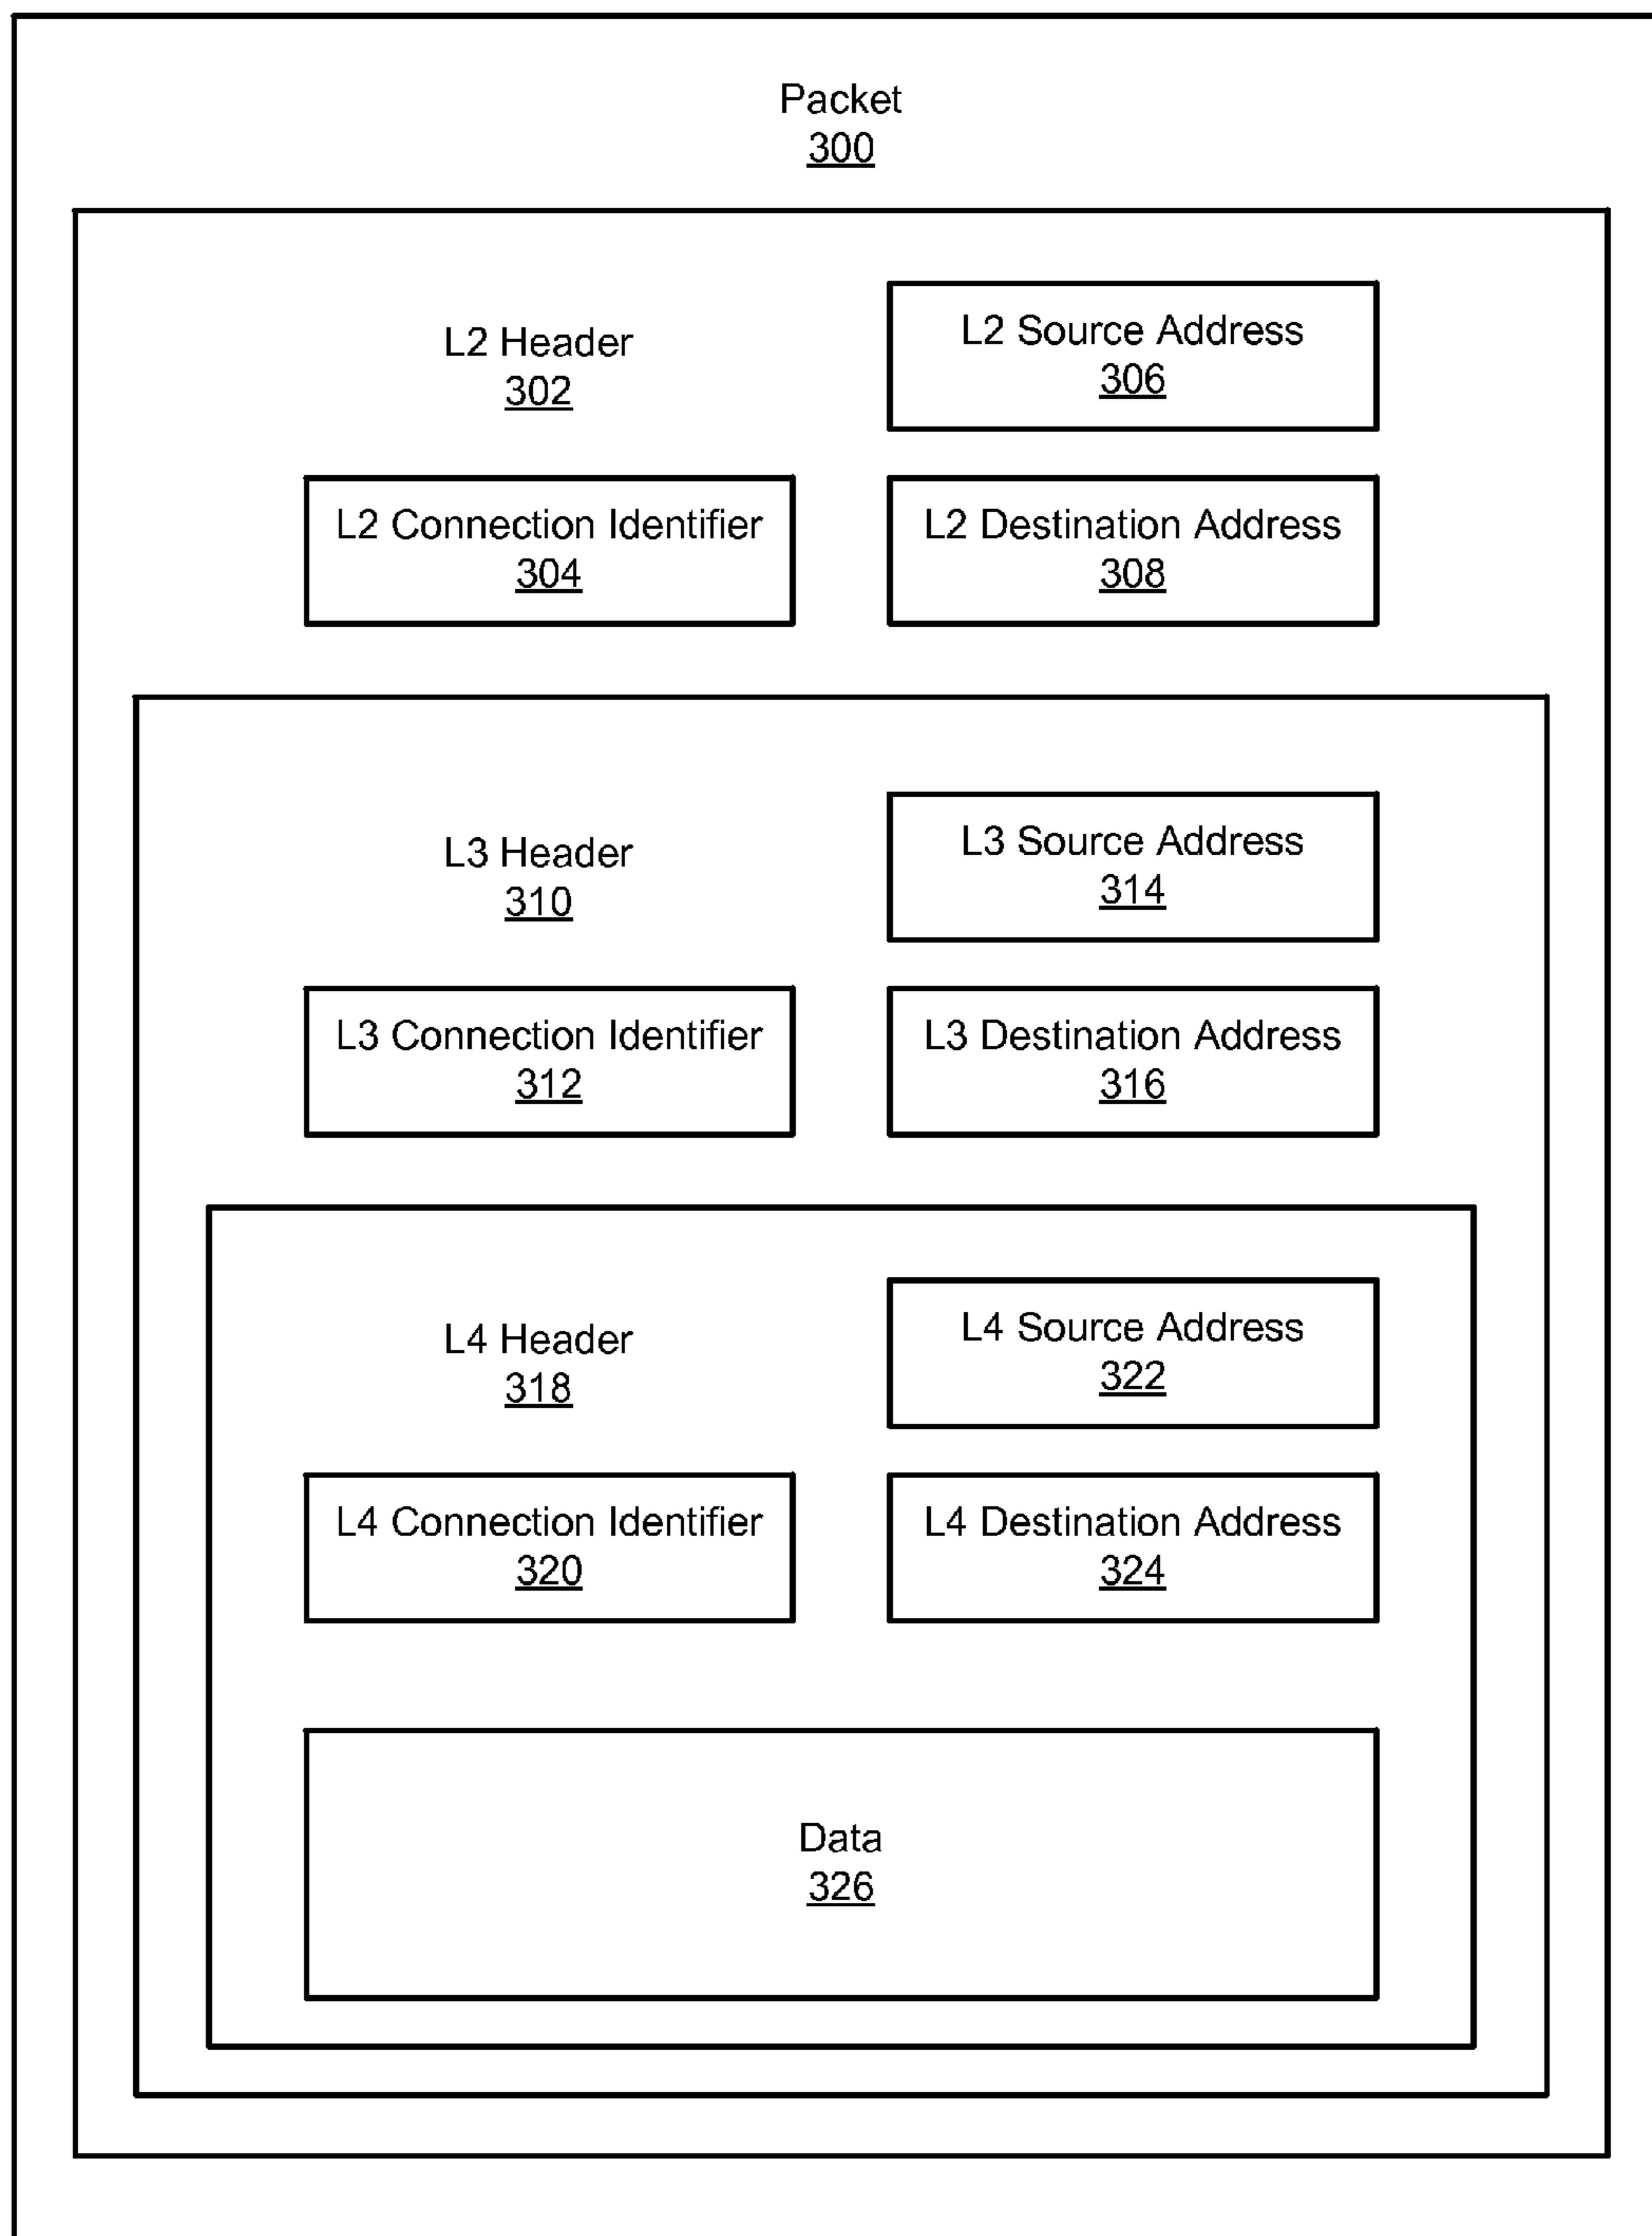 Packet
300
L2 Header
302
L2 Source Address
306
L2 Connection Identifier
304
L2 Destination Address
308
L3 Header
310
L3 Source Address
314
L3 Connection Identifier
312
L3 Destination Address
316
L4 Header
318
L4 Source Address
322
L4 Connection Identifier
320
L4 Destination Address
324
Data
326